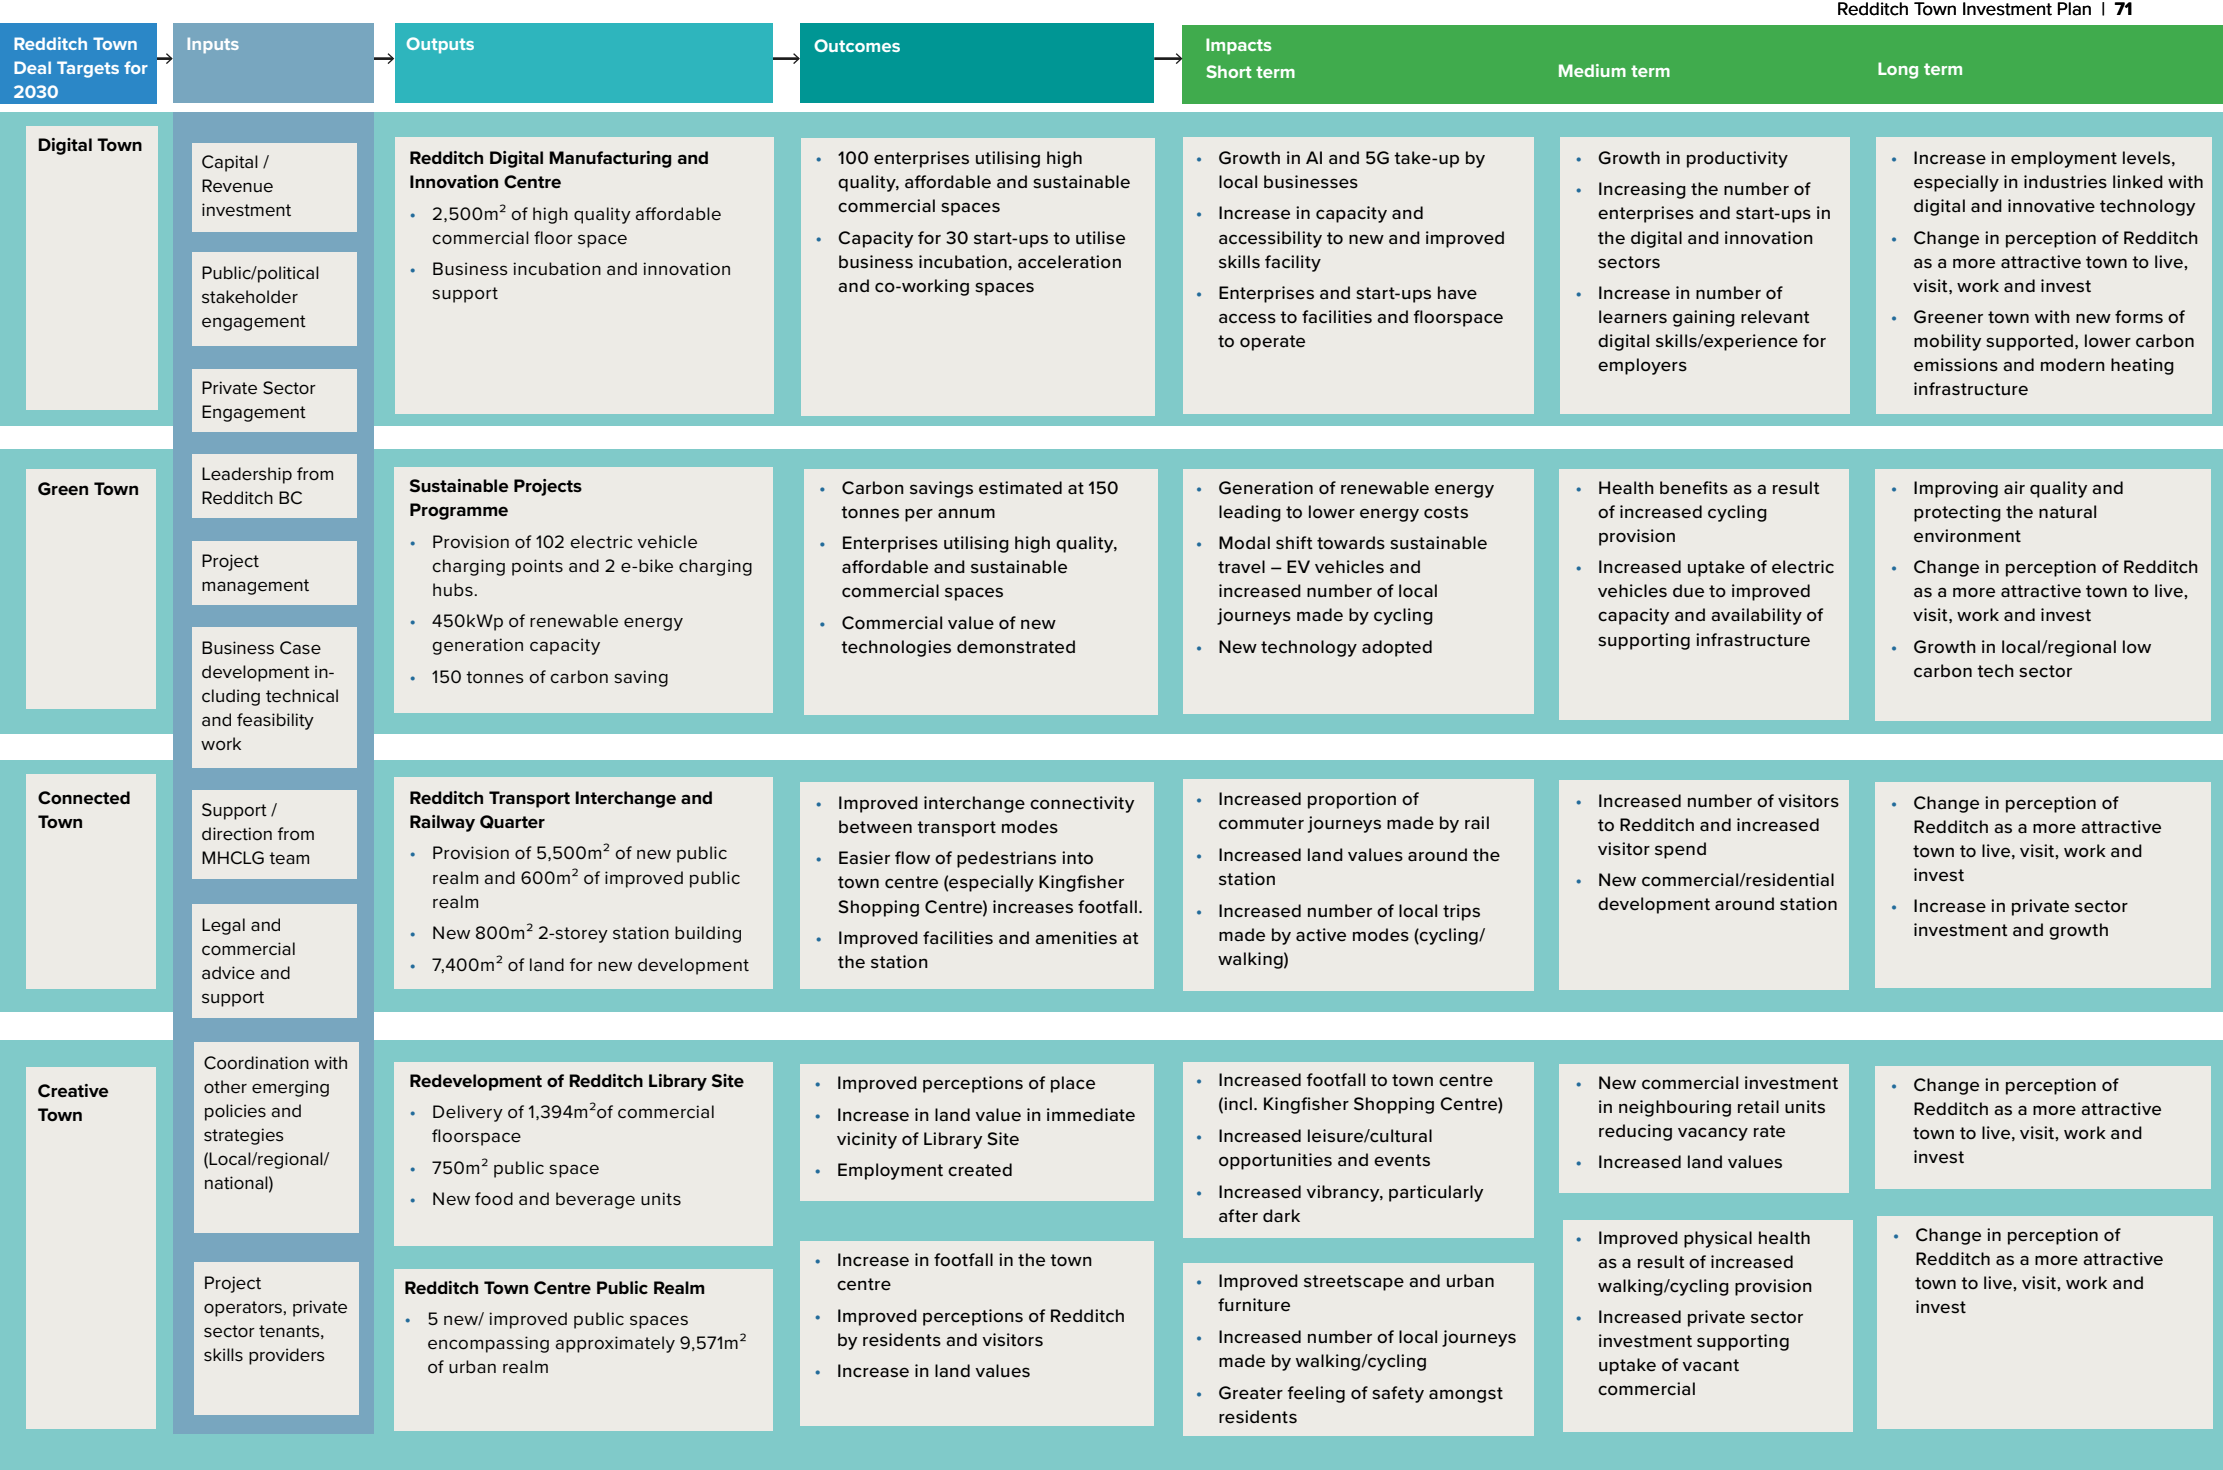 Redditch Town Investment Plan | 71
Redditch Town
Deal Targets for
2030
Inputs
Outputs
Outcomes
Impacts
Short term
Medium term
Long term
Digital Town
Green Town
Connected
Town
Creative
Town
Capital /
Revenue
investment
Public/political
stakeholder
engagement
Private Sector
Engagement
Leadership from
Redditch BC
Project
management
Business Case
development in-
cluding technical
and feasibility
work
Support /
direction from
MHCLG team
Legal and
commercial
advice and
support
Coordination with
other emerging
policies and
strategies
(Local/regional/
national)
Project
operators, private
sector tenants,
skills providers
Redditch Digital Manufacturing and
Innovation Centre
• 2,500m² of high quality affordable
commercial floor space
• Business incubation and innovation
support
• 100 enterprises utilising high
quality, affordable and sustainable
commercial spaces
• Capacity for 30 start-ups to utilise
business incubation, acceleration
and co-working spaces
• Growth in AI and 5G take-up by
local businesses
• Increase in capacity and
accessibility to new and improved
skills facility
• Enterprises and start-ups have
access to facilities and floorspace
to operate
• Growth in productivity
• Increasing the number of
enterprises and start-ups in
the digital and innovation
sectors
• Increase in number of
learners gaining relevant
digital skills/experience for
employers
• Increase in employment levels,
especially in industries linked with
digital and innovative technology
• Change in perception of Redditch
as a more attractive town to live,
visit, work and invest
• Greener town with new forms of
mobility supported, lower carbon
emissions and modern heating
infrastructure
Sustainable Projects
Programme
• Provision of 102 electric vehicle
charging points and 2 e-bike charging
hubs.
• 450kWp of renewable energy
generation capacity
• 150 tonnes of carbon saving
• Carbon savings estimated at 150
tonnes per annum
• Enterprises utilising high quality,
affordable and sustainable
commercial spaces
• Commercial value of new
technologies demonstrated
• Generation of renewable energy
leading to lower energy costs
• Modal shift towards sustainable
travel – EV vehicles and
increased number of local
journeys made by cycling
• New technology adopted
• Health benefits as a result
of increased cycling
provision
• Increased uptake of electric
vehicles due to improved
capacity and availability of
supporting infrastructure
• Improving air quality and
protecting the natural
environment
• Change in perception of Redditch
as a more attractive town to live,
visit, work and invest
• Growth in local/regional low
carbon tech sector
Redditch Transport Interchange and
Railway Quarter
• Provision of 5,500m² of new public
realm and 600m² of improved public
realm
• New 800m² 2-storey station building
• 7,400m² of land for new development
• Improved interchange connectivity
between transport modes
• Easier flow of pedestrians into
town centre (especially Kingfisher
Shopping Centre) increases footfall.
• Improved facilities and amenities at
the station
• Increased proportion of
commuter journeys made by rail
• Increased land values around the
station
• Increased number of local trips
made by active modes (cycling/
walking)
• Increased number of visitors
to Redditch and increased
visitor spend
• New commercial/residential
development around station
• Change in perception of
Redditch as a more attractive
town to live, visit, work and
invest
• Increase in private sector
investment and growth
Redevelopment of Redditch Library Site
• Delivery of 1,394m²of commercial
floorspace
• 750m² public space
• New food and beverage units
• Improved perceptions of place
• Increase in land value in immediate
vicinity of Library Site
• Employment created
• Increased footfall to town centre
(incl. Kingfisher Shopping Centre)
• Increased leisure/cultural
opportunities and events
• Increased vibrancy, particularly
after dark
• New commercial investment
in neighbouring retail units
reducing vacancy rate
• Increased land values
• Change in perception of
Redditch as a more attractive
town to live, visit, work and
invest
Redditch Town Centre Public Realm
• 5 new/ improved public spaces
encompassing approximately 9,571m²
of urban realm
• Increase in footfall in the town
centre
• Improved perceptions of Redditch
by residents and visitors
• Increase in land values
• Improved streetscape and urban
furniture
• Increased number of local journeys
made by walking/cycling
• Greater feeling of safety amongst
residents
• Improved physical health
as a result of increased
walking/cycling provision
• Increased private sector
investment supporting
uptake of vacant
commercial
• Change in perception of
Redditch as a more attractive
town to live, visit, work and
invest